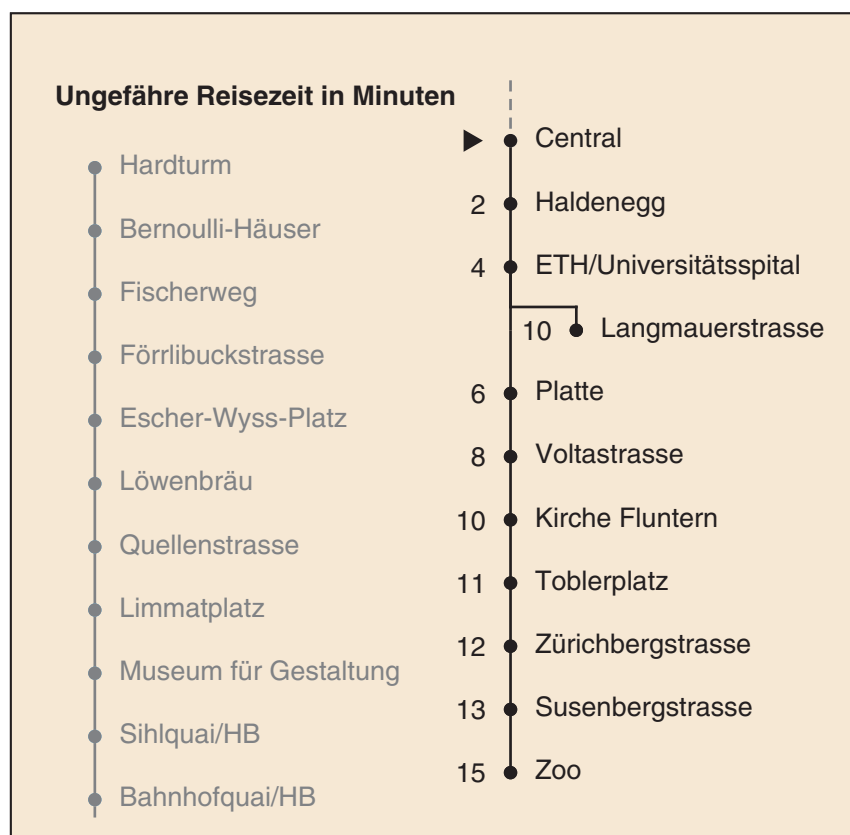 Ungefähre Reisezeit in Minuten
Hardturm
Bernoulli-Häuser
Fischerweg
Förrlibuckstrasse
Escher-Wyss-Platz
Löwenbräu
Quellenstrasse
Limmatplatz
Museum für Gestaltung
Sihlquai/HB
Bahnhofquai/HB
Central
2 Haldenegg
4 ETH/Universitätsspital
10 Langmauerstrasse
6 Platte
8 Voltastrasse
10 Kirche Fluntern
11 Toblerplatz
12 Zürichbergstrasse
13 Susenbergstrasse
15 Zoo